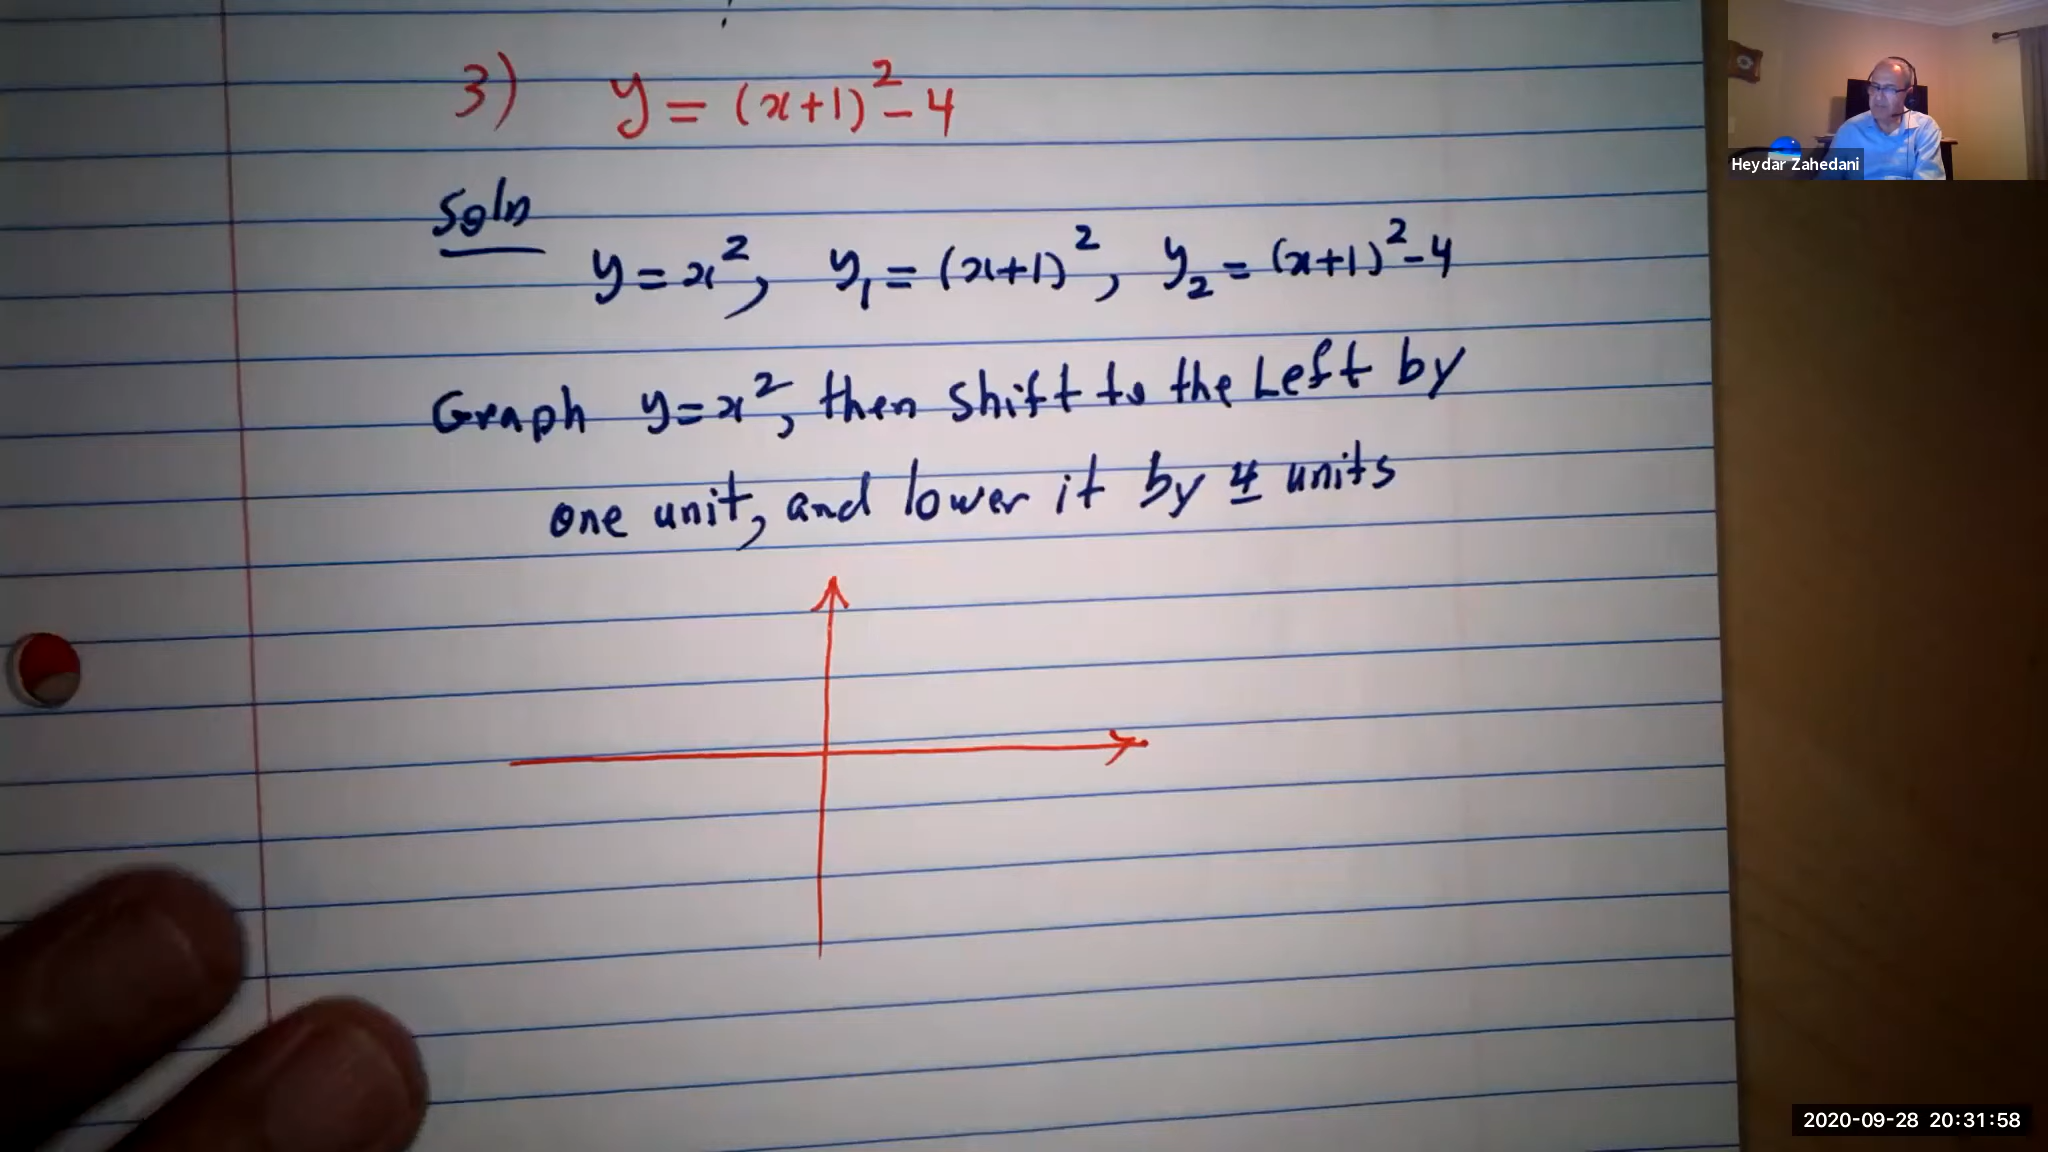 3) y = (x+1)² - 4
Heydar Zahedani
Soln
y = x², y₁ = (x+1)², y₂ = (x+1)² - 4
Graph y = x², then shift to the Left by
one unit, and lower it by 4 units
2020-09-28 20:31:58